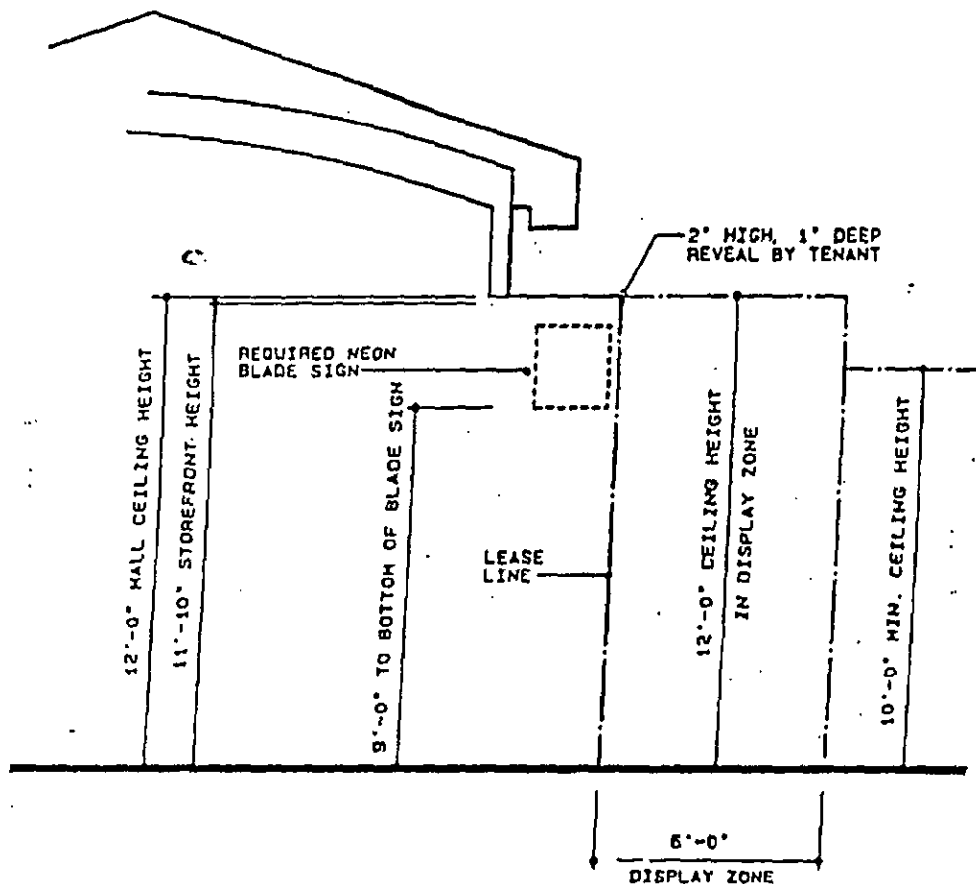 2" HIGH, 1" DEEP
REVEAL BY TENANT
REQUIRED NEON
BLADE SIGN
12'-0" MALL CEILING HEIGHT
11'-10" STOREFRONT HEIGHT
9'-0" TO BOTTOM OF BLADE SIGN
LEASE
LINE
12'-0" CEILING HEIGHT
IN DISPLAY ZONE
10'-0" MIN. CEILING HEIGHT
6'-0"
DISPLAY ZONE